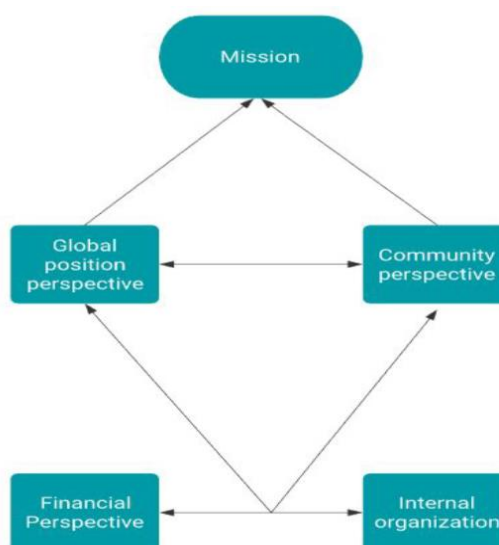 Mission
Global
position
perspective
Community
perspective
Financial
Perspective
Internal
organization